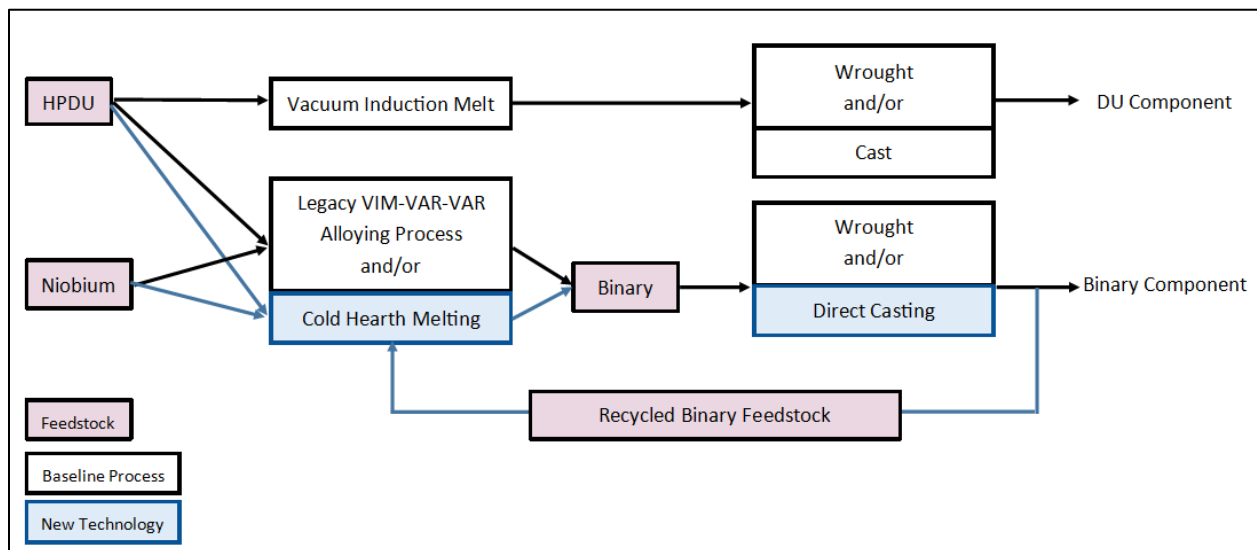 HPDU
Vacuum Induction Melt
Wrought
and/or
Cast
DU Component
Niobium
Legacy VIM-VAR-VAR
Alloying Process
and/or
Cold Hearth Melting
Binary
Wrought
and/or
Direct Casting
Binary Component
Recycled Binary Feedstock
Feedstock
Baseline Process
New Technology